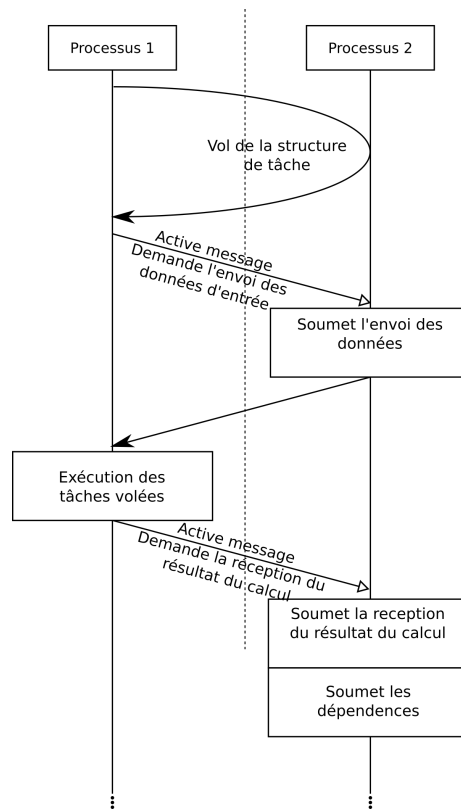 Processus 1
Processus 2
Vol de la structure
de tâche
Active message
Demande l'envoi des
données d'entrée
Soumet l'envoi des
données
Exécution des
tâches volées
Active message
Demande la réception du
résultat du calcul
Soumet la reception
du résultat du calcul
Soumet les
dépendences